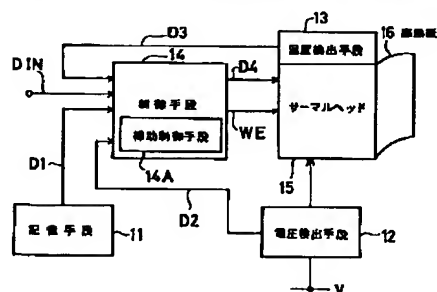 D3
13
16 感熱紙
14
D4
温度検出手段
DIN
制御手段
サーマルヘッド
補助制御手段
WE
D1
14A
15
D2
記憶手段
11
電圧検出手段
12
V